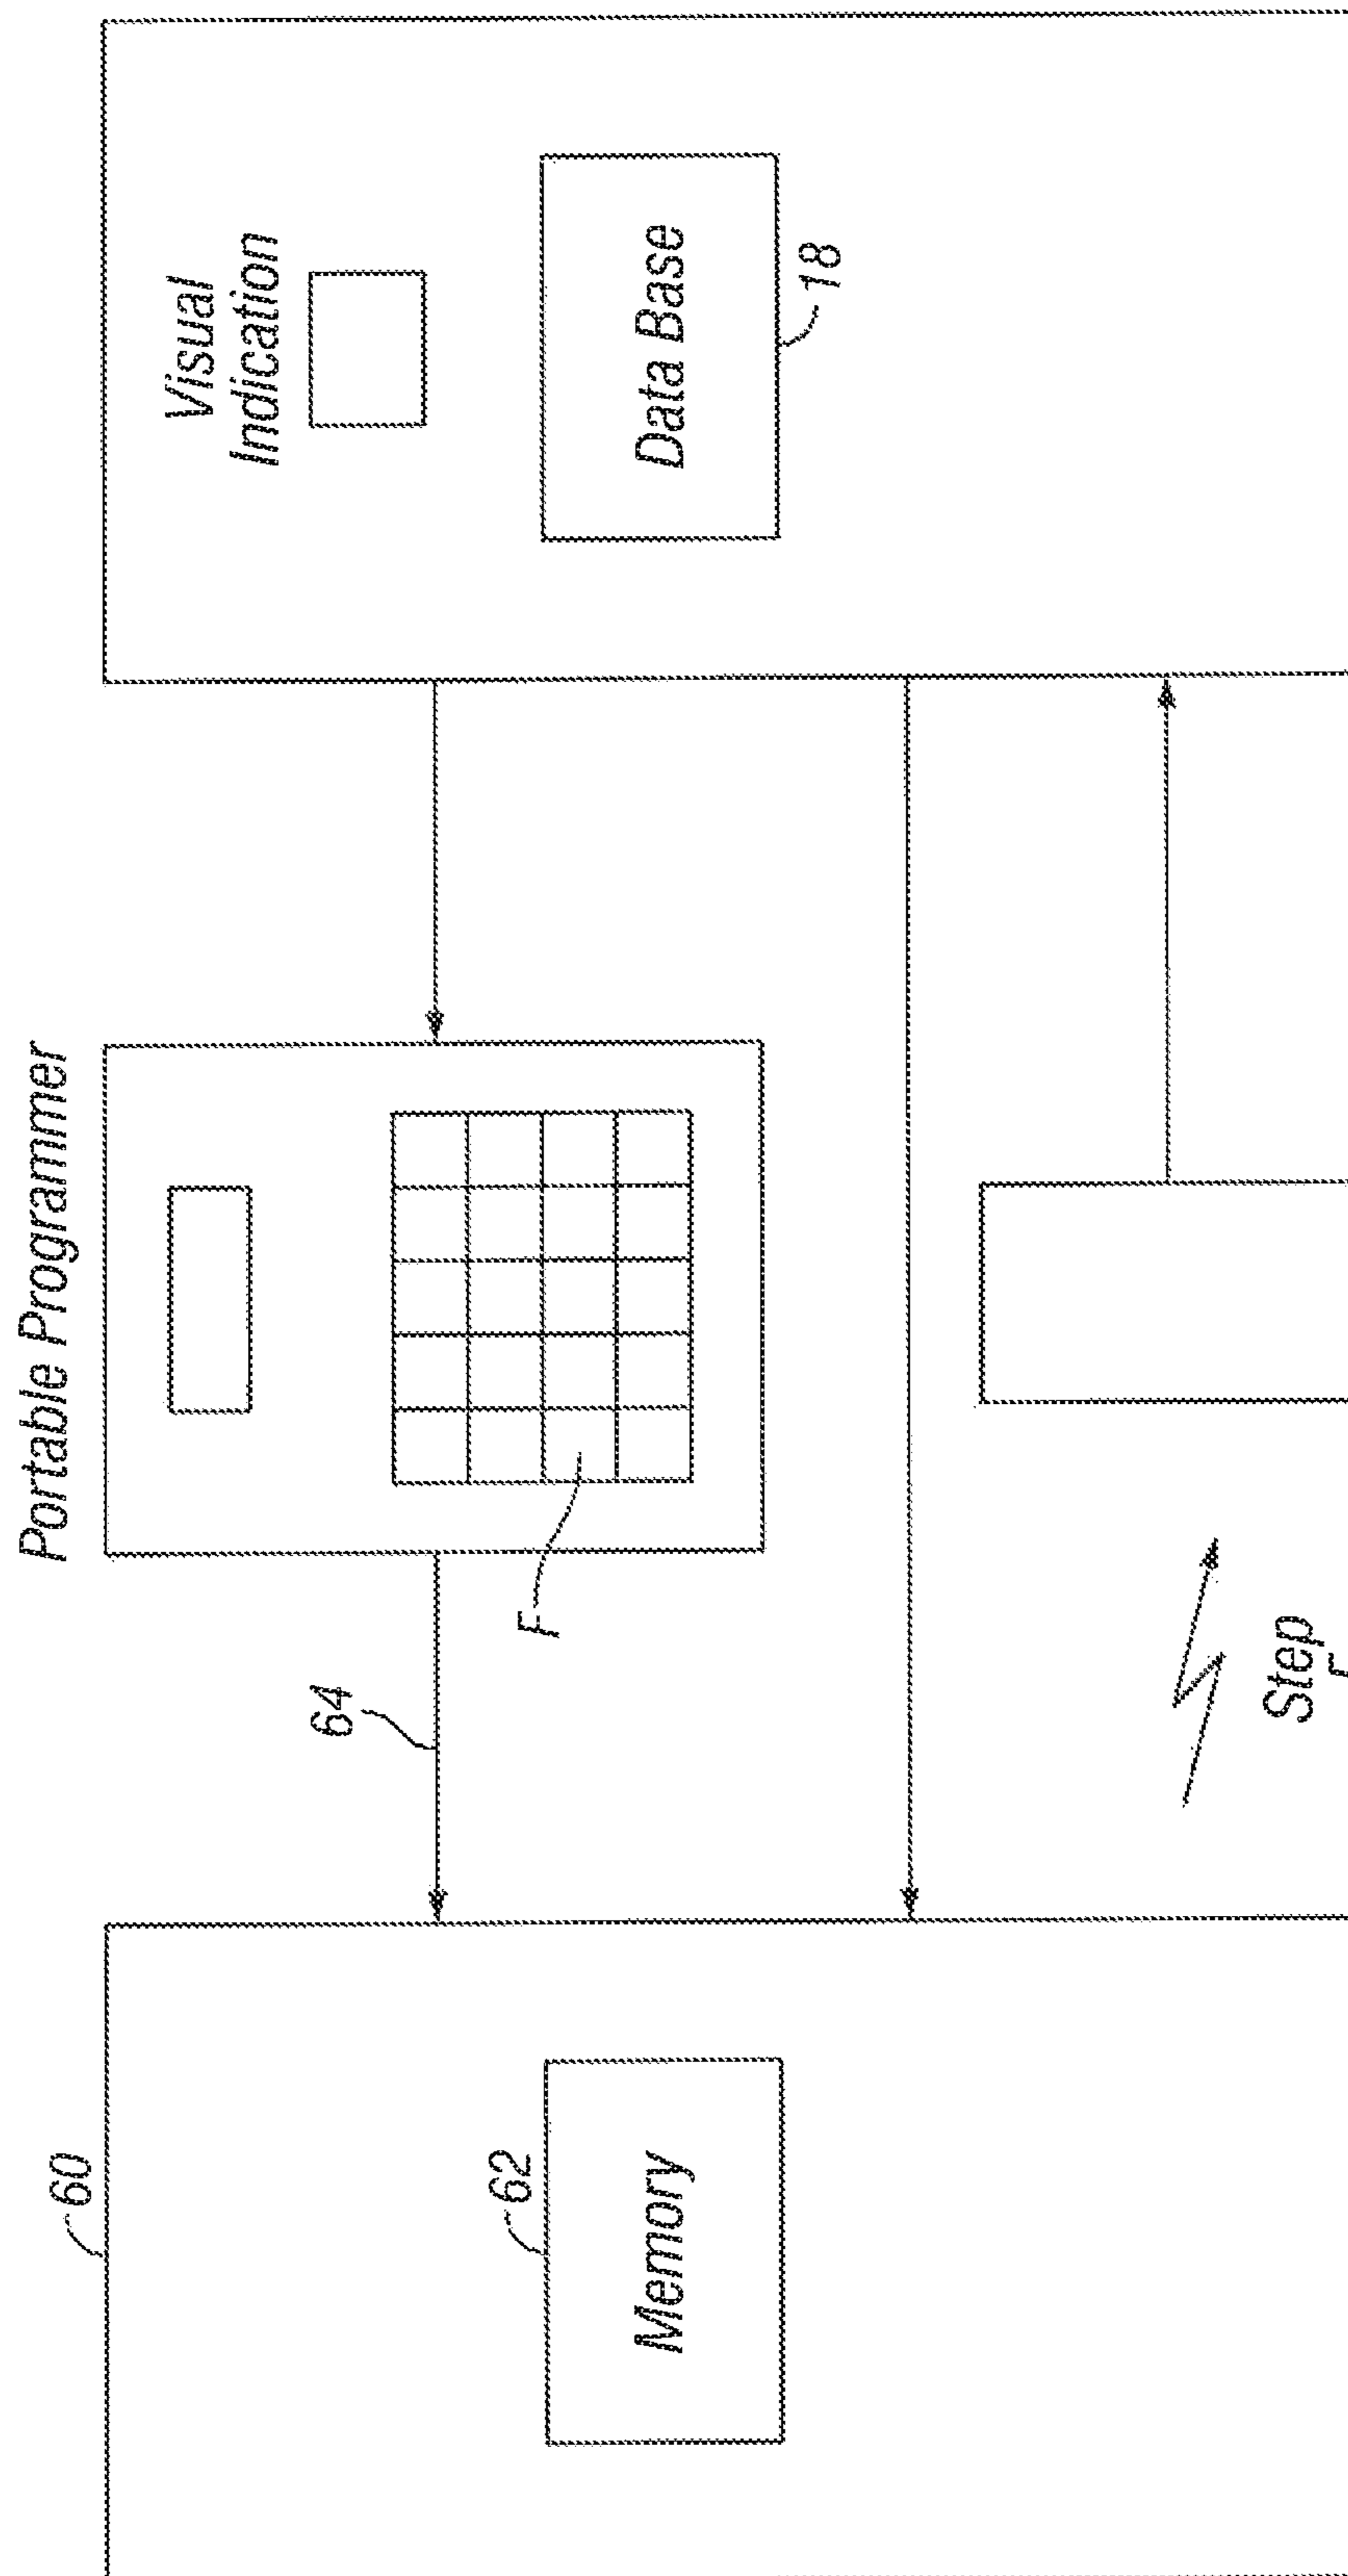 Portable Programmer
Visual
Indication
60
64
62
F
Memory
Data Base
18
Step